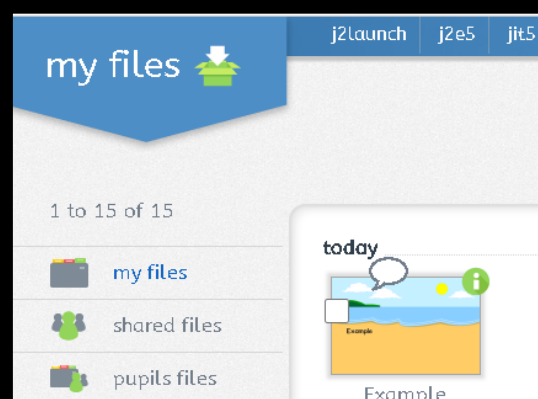 my files
j2launch
j2e5
jit5
1 to 15 of 15
my files
shared files
pupils files
today
i
Example
Example